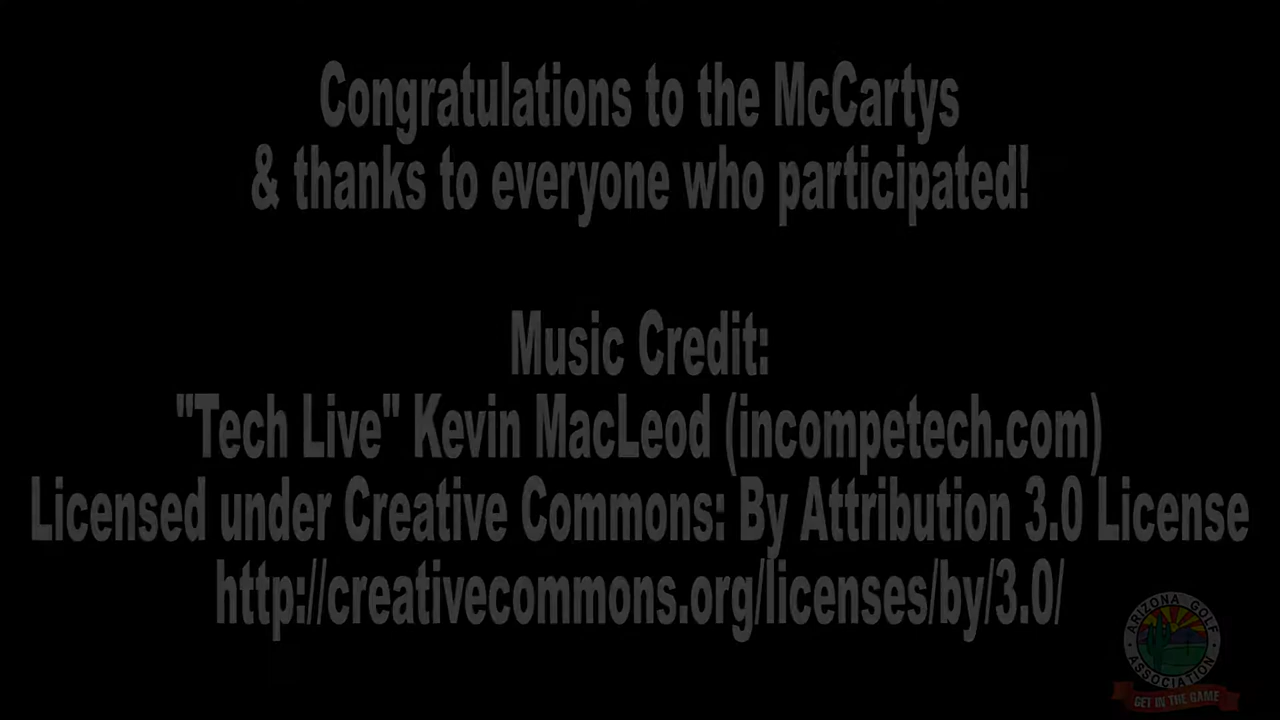 Congratulations to the McCartys
& thanks to everyone who participated!
Music Credit:
"Tech Live" Kevin MacLeod (incompetech.com)
Licensed under Creative Commons: By Attribution 3.0 License
http://creativecommons.org/licenses/by/3.0/
ARIZONA GOLF
ASSOCIATION
GET IN THE GAME